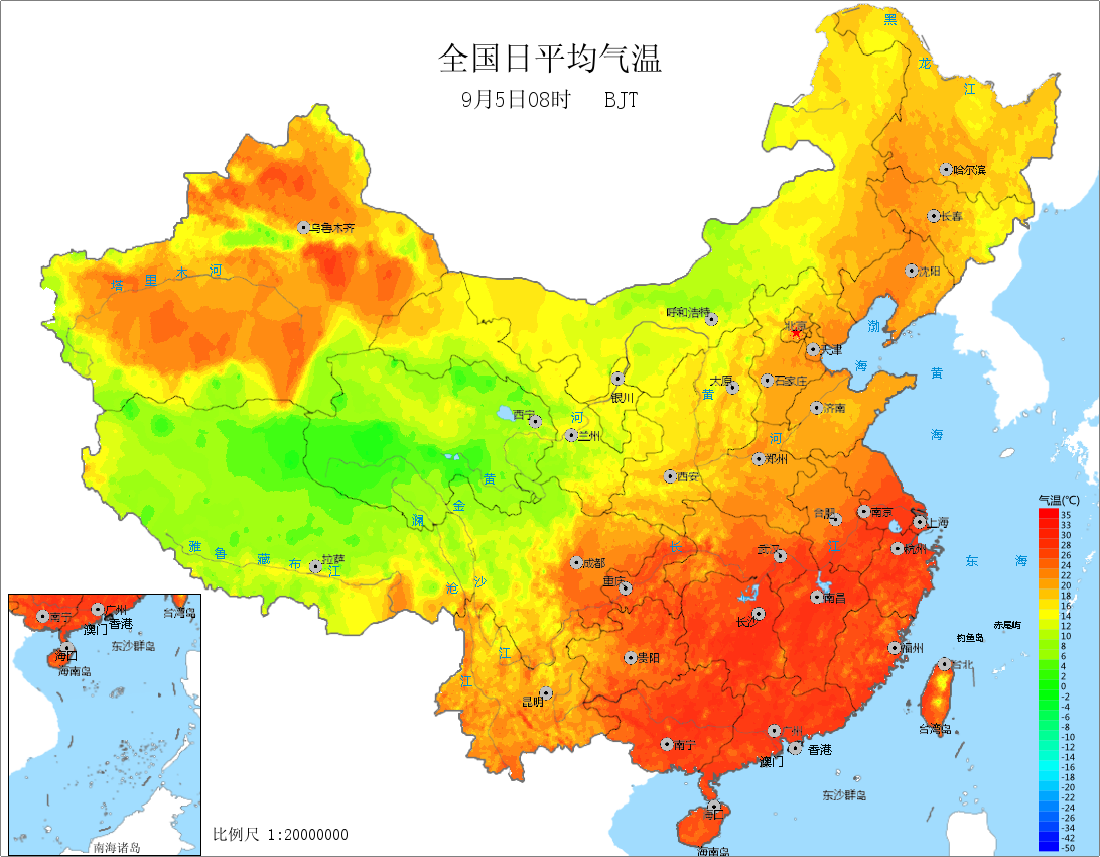 全国日平均气温
9月5日08时 BJT
黑
龙
江
哈尔滨
长春
沈阳
乌鲁木齐
塔 里 木 河
呼和浩特
北京
天津
渤
海
黄
海
太原
石家庄
黄
河
济南
银川
西宁
河
兰州
郑州
西安
黄
金
澜
合肥
南京
上海
武汉
江
杭州
长
东 海
雅 鲁 藏 布 江
拉萨
成都
重庆
沧
沙
南昌
长沙
江
江
贵阳
昆明
福州
钓鱼岛
赤尾屿
台北
台湾岛
南宁
广州
香港
澳门
东沙群岛
海口
海南岛
气温(℃)
35
33
30
28
26
24
22
20
18
16
14
12
10
8
6
4
2
0
-2
-4
-6
-8
-10
-12
-14
-16
-18
-20
-22
-24
-26
-34
-42
-50
南宁
广州
香港
澳门
台湾岛
东沙群岛
海口
海南岛
南海诸岛
比例尺 1:20000000